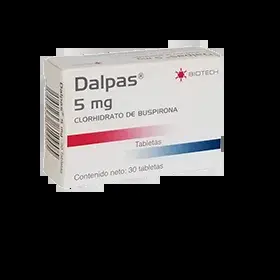 Dalpas®
BIOTECH
5 mg
CLORHIDRATO DE BUSPIRONA
Tabletas
Contenido neto: 30 tabletas